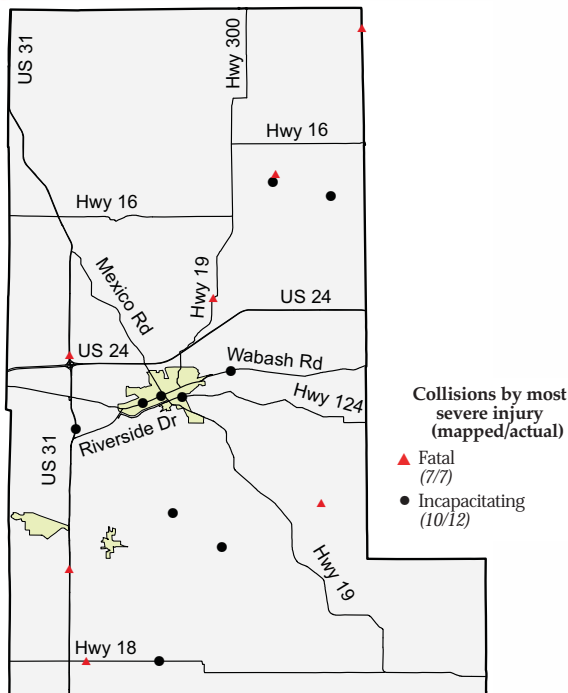 US 31
Hwy 300
Hwy 16
Hwy 16
Mexico Rd
Hwy 19
US 24
US 24
Wabash Rd
Hwy 124
Riverside Dr
US 31
Hwy 19
Hwy 18
Collisions by most
severe injury
(mapped/actual)
Fatal
(7/7)
Incapacitating
(10/12)